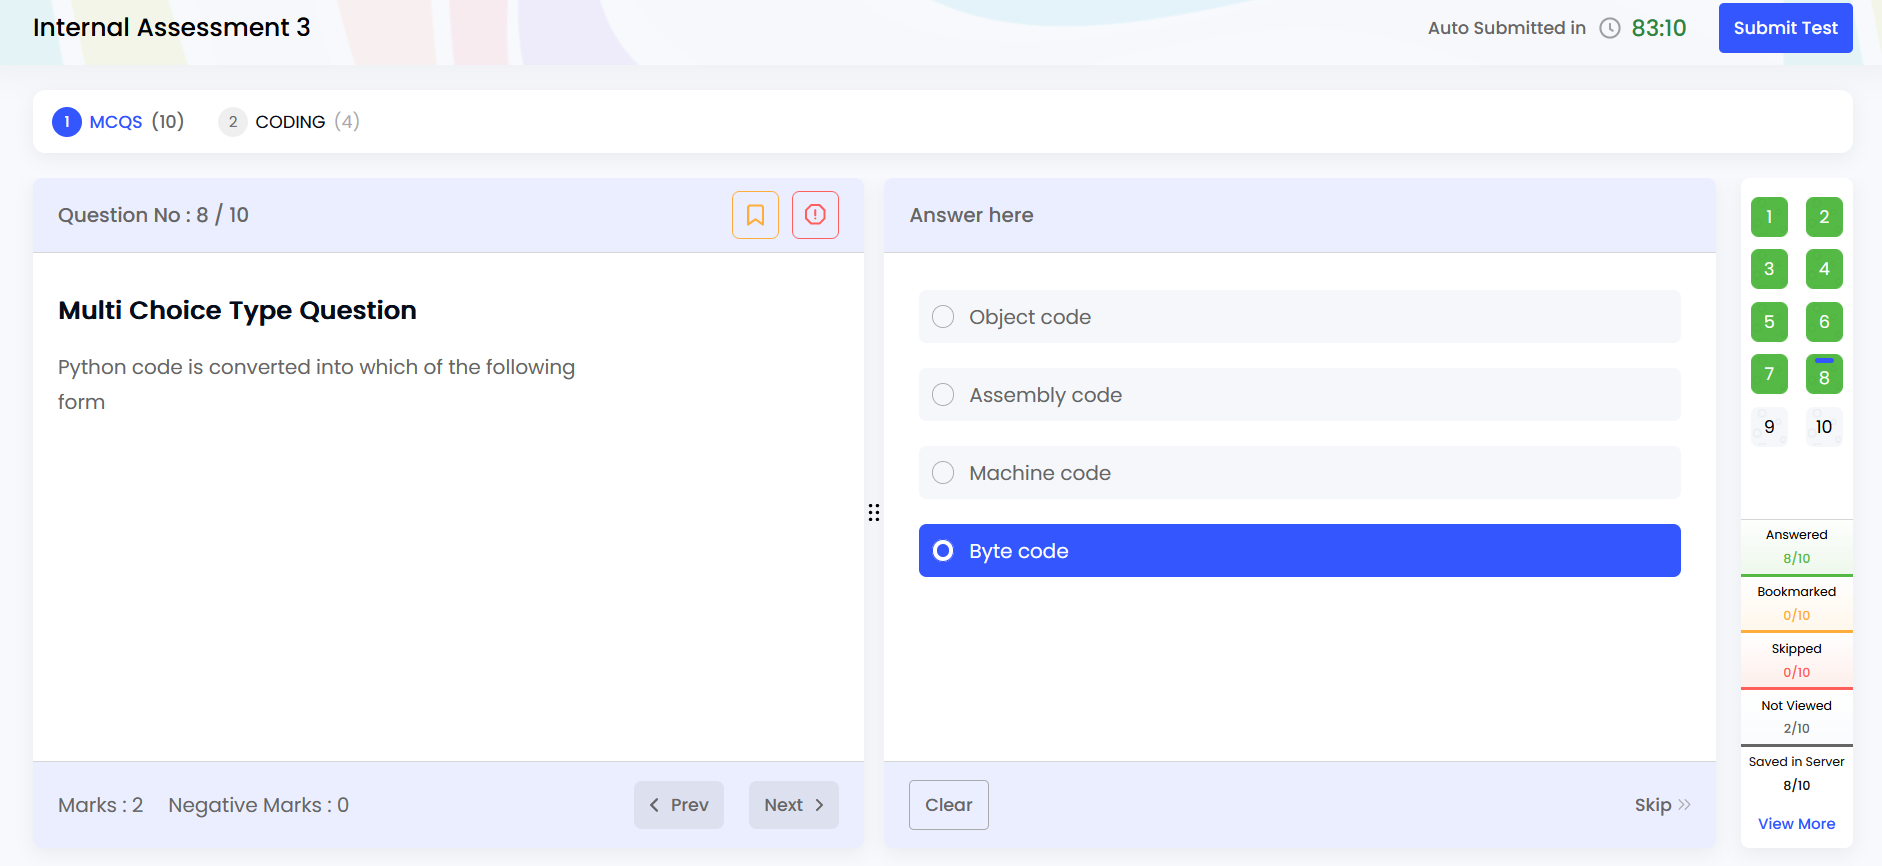 Internal Assessment 3
Auto Submitted in 83:10
Submit Test
1 MCQS (10)
2 CODING (4)
Question No : 8 / 10
Multi Choice Type Question
Python code is converted into which of the following
form
Marks : 2
Negative Marks : 0
Prev
Next
Answer here
Object code
Assembly code
Machine code
Byte code
Clear
Skip
1 2
3 4
5 6
7 8
9 10
Answered
8/10
Bookmarked
0/10
Skipped
0/10
Not Viewed
2/10
Saved in Server
8/10
View More